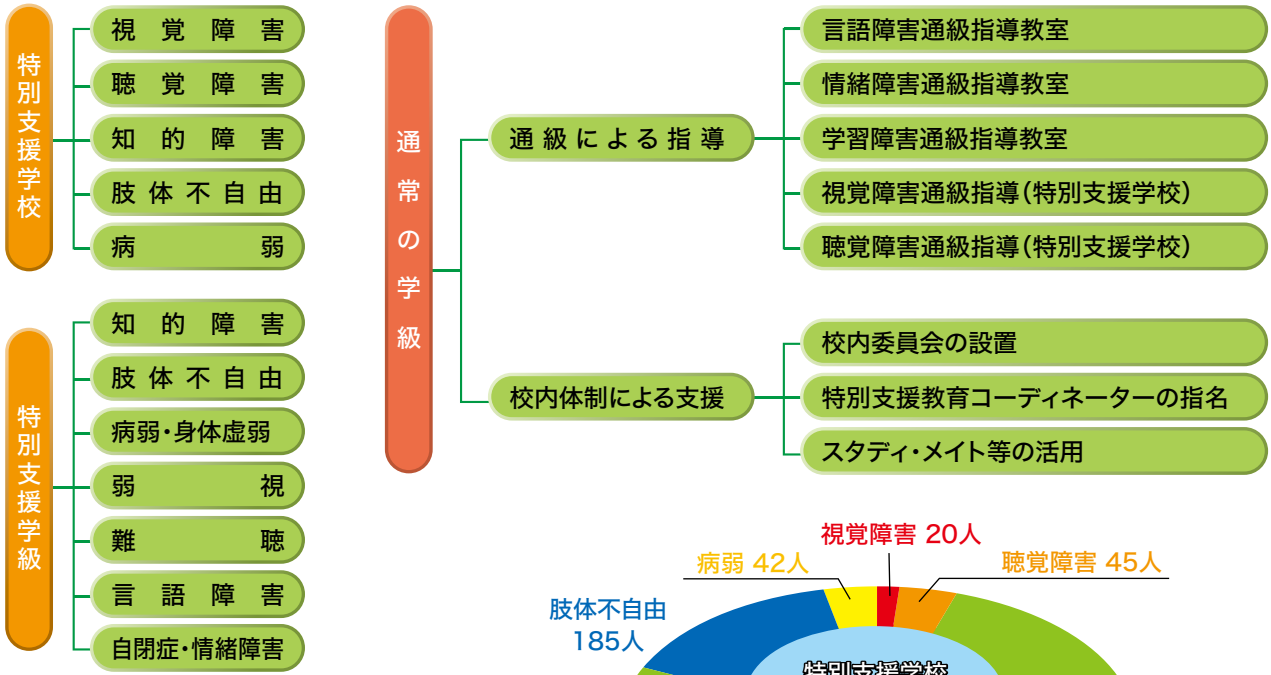 特別支援学校
視覚障害
聴覚障害
知的障害
肢体不自由
病弱
特別支援学級
知的障害
肢体不自由
病弱・身体虚弱
弱視
難聴
言語障害
自閉症・情緒障害
通常の学級
通級による指導
言語障害通級指導教室
情緒障害通級指導教室
学習障害通級指導教室
視覚障害通級指導(特別支援学校)
聴覚障害通級指導(特別支援学校)
校内体制による支援
校内委員会の設置
特別支援教育コーディネーターの指名
スタディ・メイト等の活用
視覚障害 20人
病弱 42人
聴覚障害 45人
肢体不自由
185人
特別支援学校